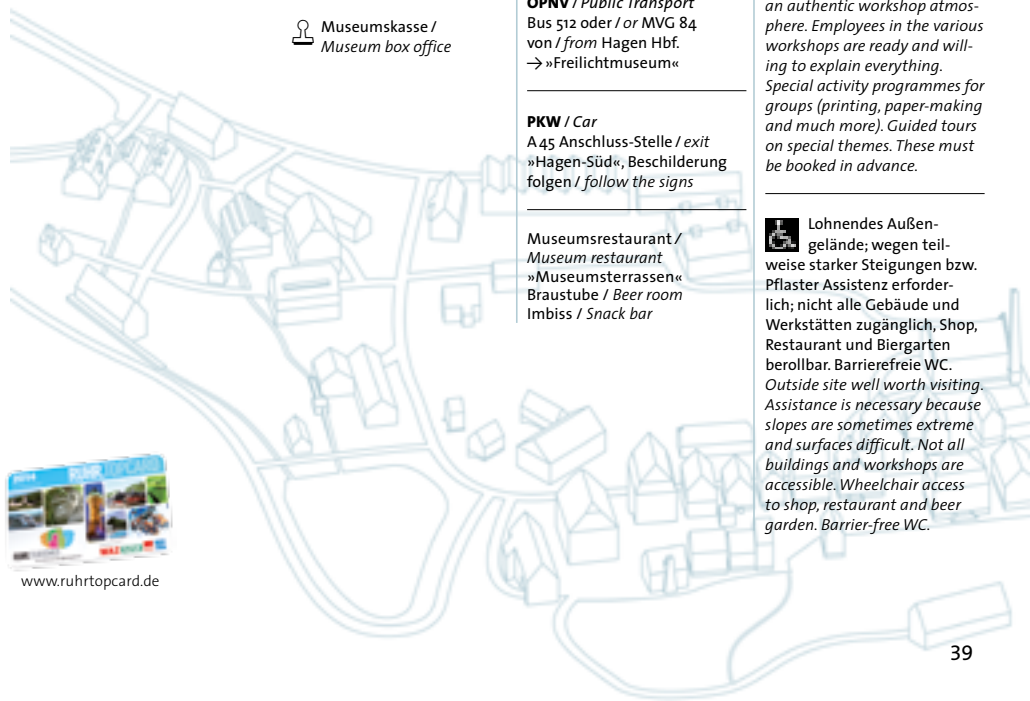 Museumskasse /
Museum box office
ÖPNV / Public Transport
Bus 512 oder / or MVG 84
von / from Hagen Hbf.
→ »Freilichtmuseum«
PKW / Car
A 45 Anschluss-Stelle / exit
»Hagen-Süd«, Beschilderung
folgen / follow the signs
Museumsrestaurant /
Museum restaurant
»Museumsterrassen«
Braustube / Beer room
Imbiss / Snack bar
an authentic workshop atmos-
phere. Employees in the various
workshops are ready and will-
ing to explain everything.
Special activity programmes for
groups (printing, paper-making
and much more). Guided tours
on special themes. These must
be booked in advance.
Lohnendes Außen-
gelände; wegen teil-
weise starker Steigungen bzw.
Pflaster Assistenz erforder-
lich; nicht alle Gebäude und
Werkstätten zugänglich, Shop,
Restaurant und Biergarten
berollbar. Barrierefreie WC.
Outside site well worth visiting.
Assistance is necessary because
slopes are sometimes extreme
and surfaces difficult. Not all
buildings and workshops are
accessible. Wheelchair access
to shop, restaurant and beer
garden. Barrier-free WC.
RUHR TOPCARD
www.ruhrtopcard.de
39